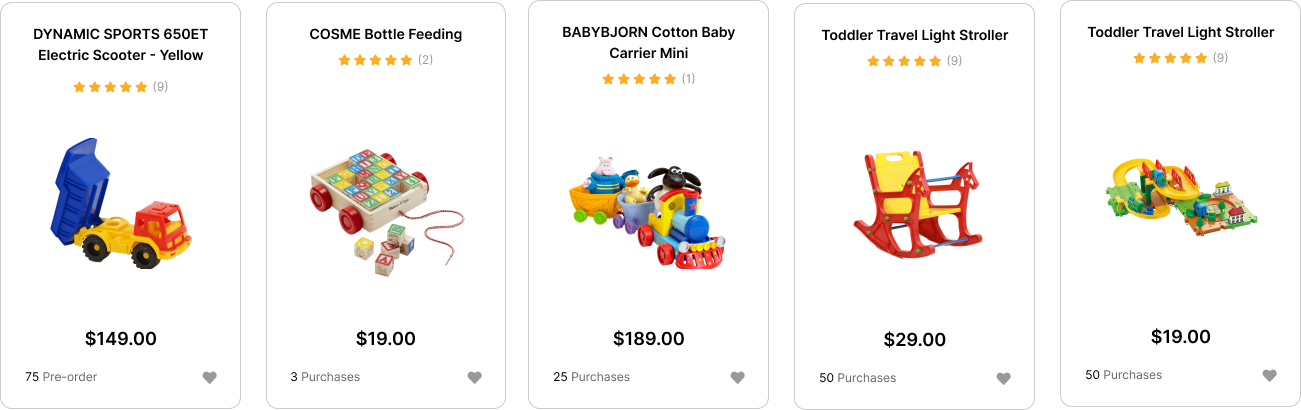 DYNAMIC SPORTS 650ET
Electric Scooter - Yellow
(9)
$149.00
75 Pre-order
COSME Bottle Feeding
(2)
$19.00
3 Purchases
BABYBJORN Cotton Baby
Carrier Mini
(1)
$189.00
25 Purchases
Toddler Travel Light Stroller
(9)
$29.00
50 Purchases
Toddler Travel Light Stroller
(9)
$19.00
50 Purchases